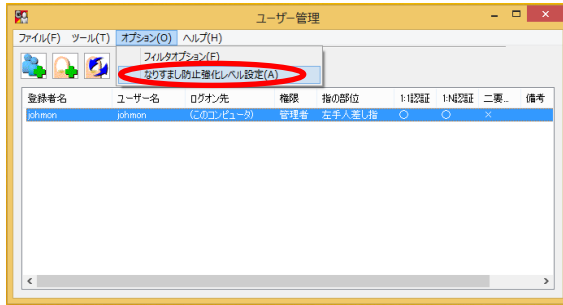 ユーザー管理
ファイル(F) ツール(T) オプション(O) ヘルプ(H)
フィルタオプション(F)
なりすまし防止強化レベル設定(A)
登録者名 ユーザー名 ログオン先 権限 指の部位 1:1認証 1:N認証 二要... 備考
johmon johmon (このコンピュータ) 管理者 左手人差し指 ○ ○ ×